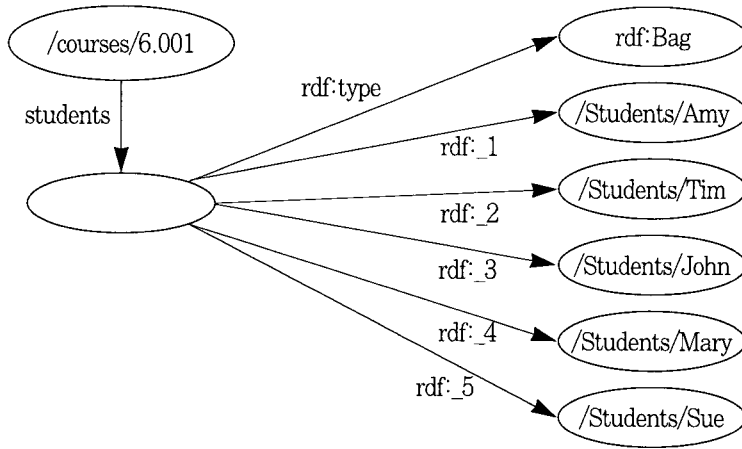 /courses/6.001
students
rdf:type
rdf:Bag
rdf:_1
/Students/Amy
rdf:_2
/Students/Tim
rdf:_3
/Students/John
rdf:_4
/Students/Mary
rdf:_5
/Students/Sue